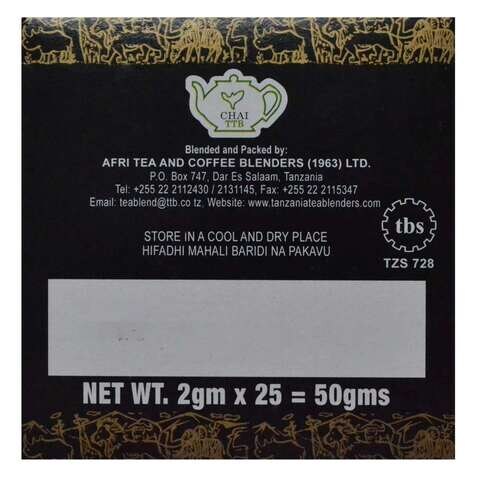 CHAI
TTB
Blended and Packed by:
AFRI TEA AND COFFEE BLENDERS (1963) LTD.
P.O. Box 747, Dar Es Salaam, Tanzania
Tel: +255 22 2112430 / 2131145, Fax: +255 22 2115347
Email: teablend@ttb.co tz, Website: www.tanzaniateablenders.com
STORE iN A COOL AND DRY PLACE
HIFADHI MAHALI BARIDI NA PAKAVU
tbs
TZS 728
NET WT. 2gm x 25 = 50gms